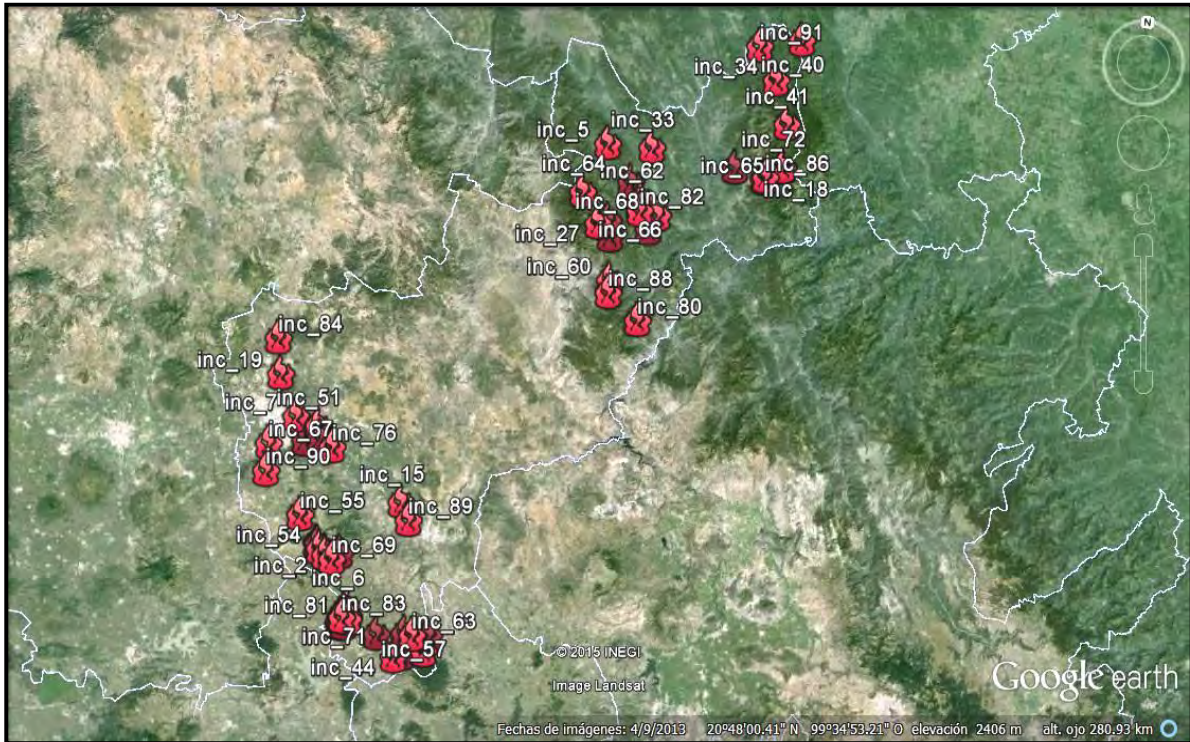 N
inc_91
inc_34
inc_40
inc_41
inc_5
inc_33
inc_72
inc_64
inc_62
inc_65
inc_86
inc_18
inc_68
inc_82
inc_27
inc_66
inc_60
inc_88
inc_80
inc_84
inc_19
inc_7
inc_51
inc_67
inc_76
inc_90
inc_15
inc_55
inc_89
inc_54
inc_69
inc_2
inc_6
inc_81
inc_83
inc_63
inc_71
inc_57
inc_44
© 2015 INEGI
Image Landsat
Google earth
Fechas de imágenes: 4/9/2013 20°48'00.41" N 99°34'53.21" O elevación 2406 m alt. ojo 280.93 km